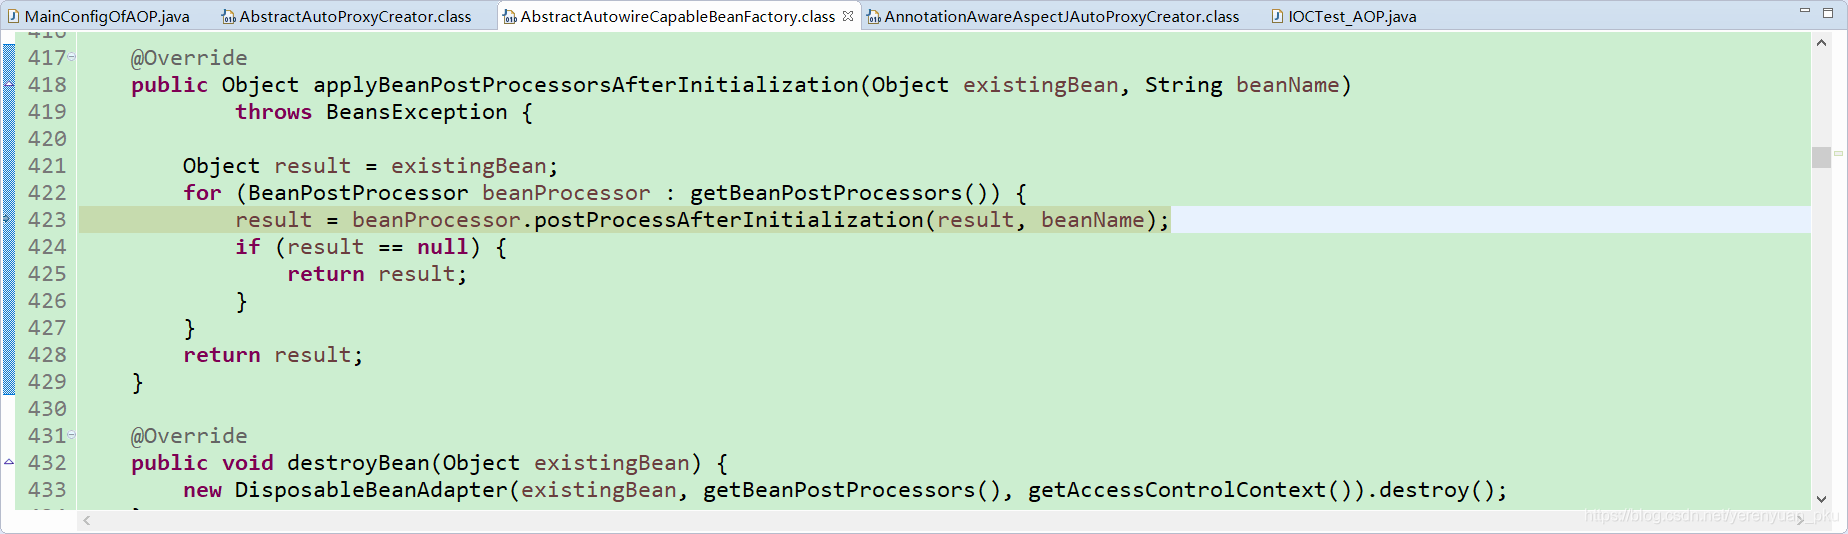 MainConfigOfAOP.java AbstractAutoProxyCreator.class AbstractAutowireCapableBeanFactory.class AnnotationAwareAspectJAutoProxyCreator.class IOCTest_AOP.java
416
417 @Override
418 public Object applyBeanPostProcessorsAfterInitialization(Object existingBean, String beanName)
419 throws BeansException {
420
421 Object result = existingBean;
422 for (BeanPostProcessor beanProcessor : getBeanPostProcessors()) {
423 result = beanProcessor.postProcessAfterInitialization(result, beanName);
424 if (result == null) {
425 return result;
426 }
427 }
428 return result;
429 }
430
431 @Override
432 public void destroyBean(Object existingBean) {
433 new DisposableBeanAdapter(existingBean, getBeanPostProcessors(), getAccessControlContext()).destroy();
https://blog.csdn.net/yerenyuan_pku